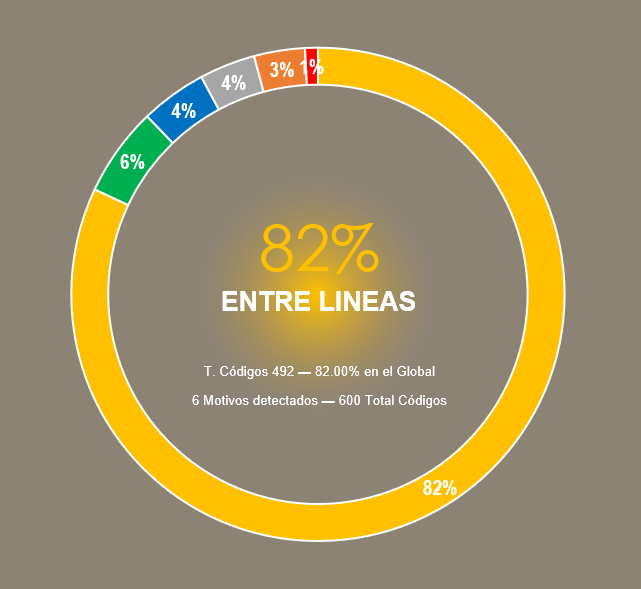 3%
1%
4%
4%
6%
82%
ENTRE LINEAS
T. Códigos 492 — 82.00% en el Global
6 Motivos detectados — 600 Total Códigos
82%